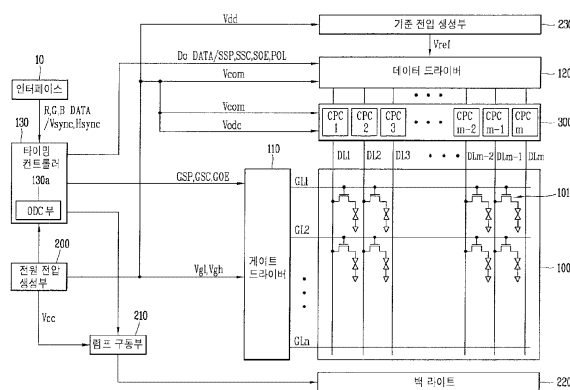 Vdd
기준 전압 생성부
230
Vref
Do DATA/SSP,SSC,SOE,POL
Vcom
데이터 드라이버
120
10
인터페이스
R,G,B DATA
/Vsync,Hsync
Vcom
Vodc
CPC
1
CPC
2
CPC
3
CPC
m-2
CPC
m-1
CPC
m
300
130
타이밍
컨트롤러
130a
ODC부
DL1
DL2
DL3
DLm-2
DLm-1
DLm
110
GSP,GSC,GOE
GL1
101
GL2
게이트
드라이버
100
200
전원 전압
생성부
Vgl,Vgh
Vcc
210
램프 구동부
GLn
백 라이트
220